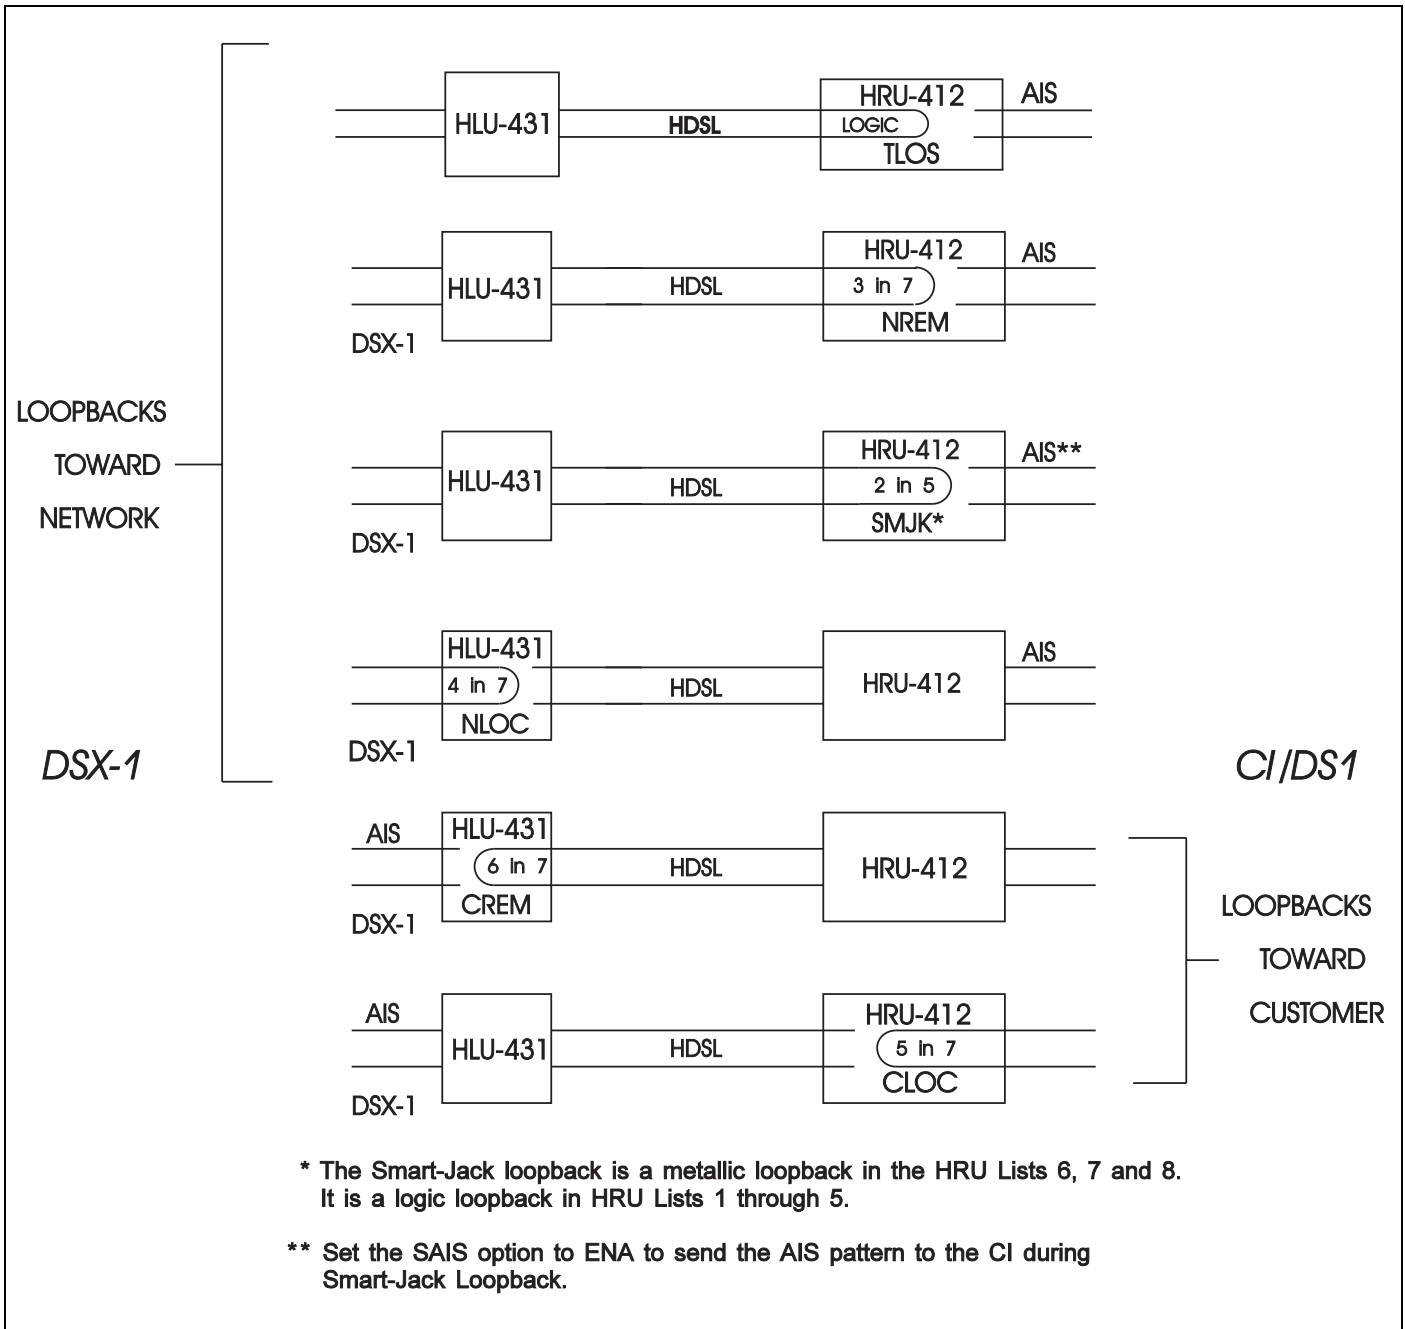 HLU-431
HDSL
HRU-412
LOGIC
TLOS
AIS
HLU-431
HDSL
HRU-412
3 in 7
NREM
AIS
DSX-1
LOOPBACKS
TOWARD
NETWORK
HLU-431
HDSL
HRU-412
2 in 5
SMJK*
AIS**
DSX-1
HLU-431
4 in 7
NLOC
HDSL
HRU-412
AIS
DSX-1
DSX-1
CI/DS1
AIS
HLU-431
6 in 7
CREM
HDSL
HRU-412
DSX-1
LOOPBACKS
TOWARD
CUSTOMER
AIS
HLU-431
HDSL
HRU-412
5 in 7
CLOC
DSX-1
* The Smart-Jack loopback is a metallic loopback in the HRU Lists 6, 7 and 8.
It is a logic loopback in HRU Lists 1 through 5.
** Set the SAIS option to ENA to send the AIS pattern to the CI during
Smart-Jack Loopback.